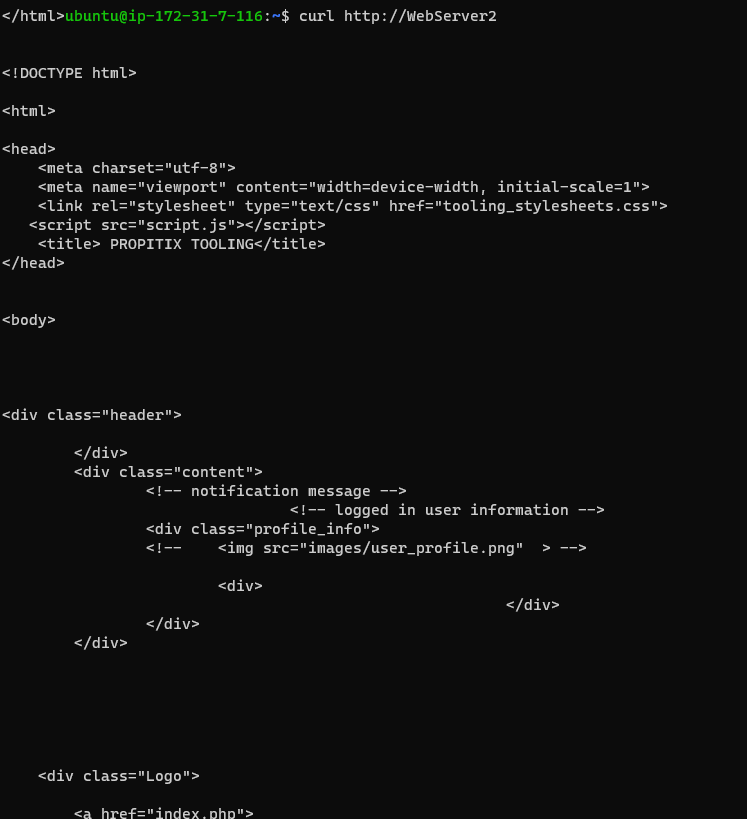 </html>ubuntu@ip-172-31-7-116:~$ curl http://WebServer2
<!DOCTYPE html>
<html>
<head>
    <meta charset="utf-8">
    <meta name="viewport" content="width=device-width, initial-scale=1">
    <link rel="stylesheet" type="text/css" href="tooling_stylesheets.css">
   <script src="script.js"></script>
    <title> PROPITIX TOOLING</title>
</head>
<body>
<div class="header">
        </div>
        <div class="content">
                <!-- notification message -->
                                <!-- logged in user information -->
                <div class="profile_info">
                <!--    <img src="images/user_profile.png"  > -->
                        <div>
                                                        </div>
                </div>
        </div>
    <div class="Logo">
        <a href="index.php">